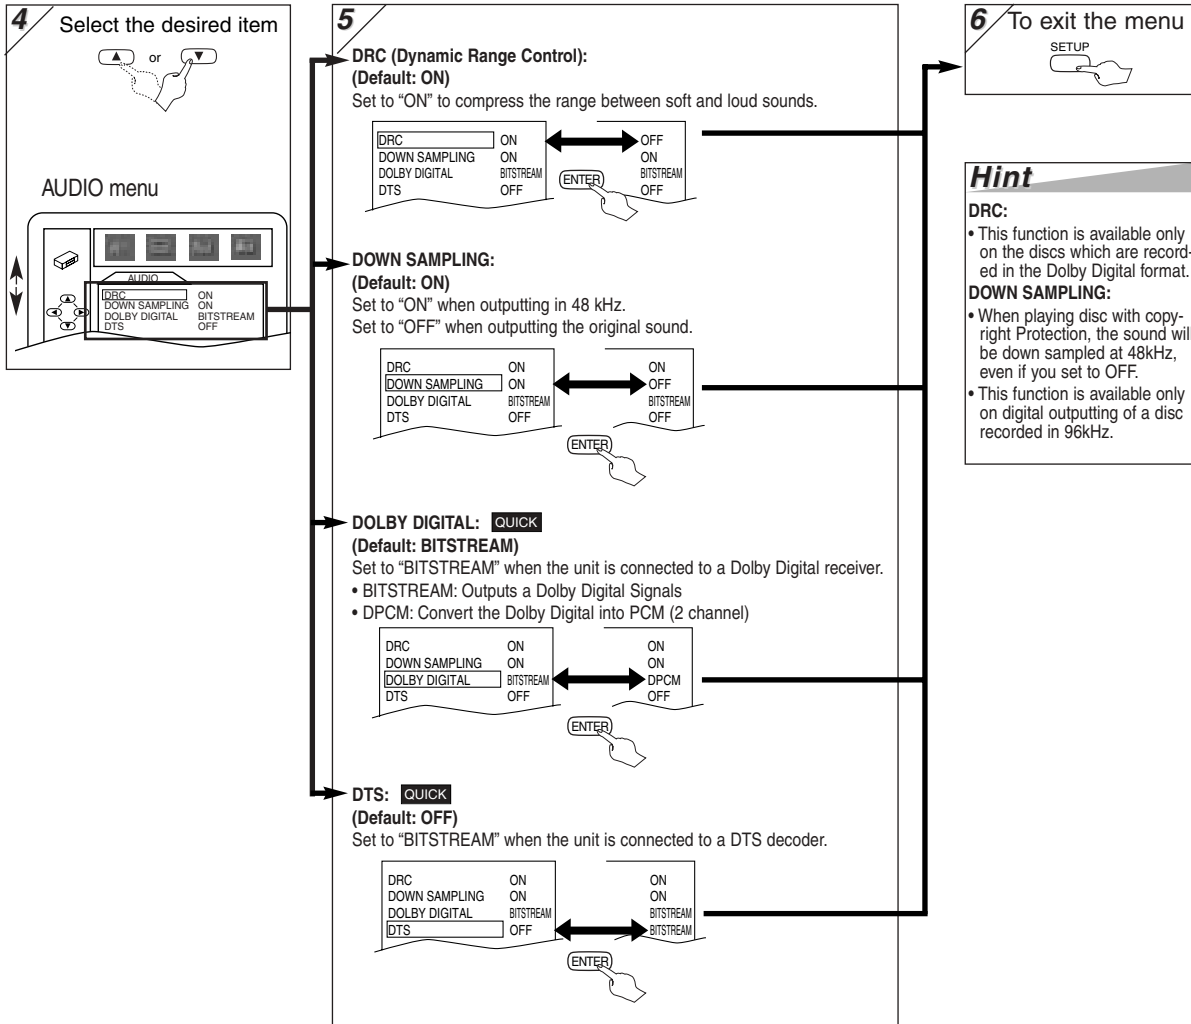 4 Select the desired item
▲ or ▼
AUDIO menu
AUDIO
DRC ON
DOWN SAMPLING ON
DOLBY DIGITAL BITSTREAM
DTS OFF
5
DRC (Dynamic Range Control):
(Default: ON)
Set to “ON” to compress the range between soft and loud sounds.
DRC ON OFF
DOWN SAMPLING ON ON
DOLBY DIGITAL BITSTREAM BITSTREAM
DTS OFF OFF
ENTER
DOWN SAMPLING:
(Default: ON)
Set to “ON” when outputting in 48 kHz.
Set to “OFF” when outputting the original sound.
DRC ON ON
DOWN SAMPLING ON OFF
DOLBY DIGITAL BITSTREAM BITSTREAM
DTS OFF OFF
ENTER
DOLBY DIGITAL: QUICK
(Default: BITSTREAM)
Set to “BITSTREAM” when the unit is connected to a Dolby Digital receiver.
• BITSTREAM: Outputs a Dolby Digital Signals
• DPCM: Convert the Dolby Digital into PCM (2 channel)
DRC ON ON
DOWN SAMPLING ON ON
DOLBY DIGITAL BITSTREAM DPCM
DTS OFF OFF
ENTER
DTS: QUICK
(Default: OFF)
Set to “BITSTREAM” when the unit is connected to a DTS decoder.
DRC ON ON
DOWN SAMPLING ON ON
DOLBY DIGITAL BITSTREAM BITSTREAM
DTS OFF BITSTREAM
ENTER
6 To exit the menu
SETUP
Hint
DRC:
• This function is available only
on the discs which are record-
ed in the Dolby Digital format.
DOWN SAMPLING:
• When playing disc with copy-
right Protection, the sound will
be down sampled at 48kHz,
even if you set to OFF.
• This function is available only
on digital outputting of a disc
recorded in 96kHz.